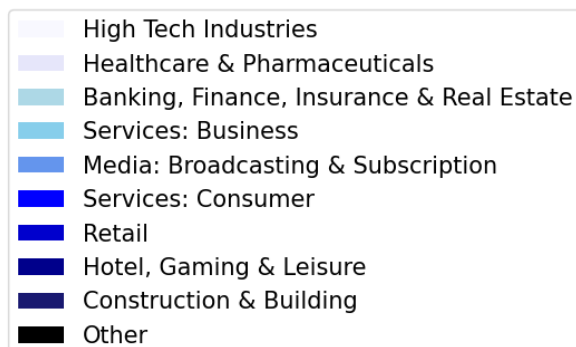 High Tech Industries
Healthcare & Pharmaceuticals
Banking, Finance, Insurance & Real Estate
Services: Business
Media: Broadcasting & Subscription
Services: Consumer
Retail
Hotel, Gaming & Leisure
Construction & Building
Other